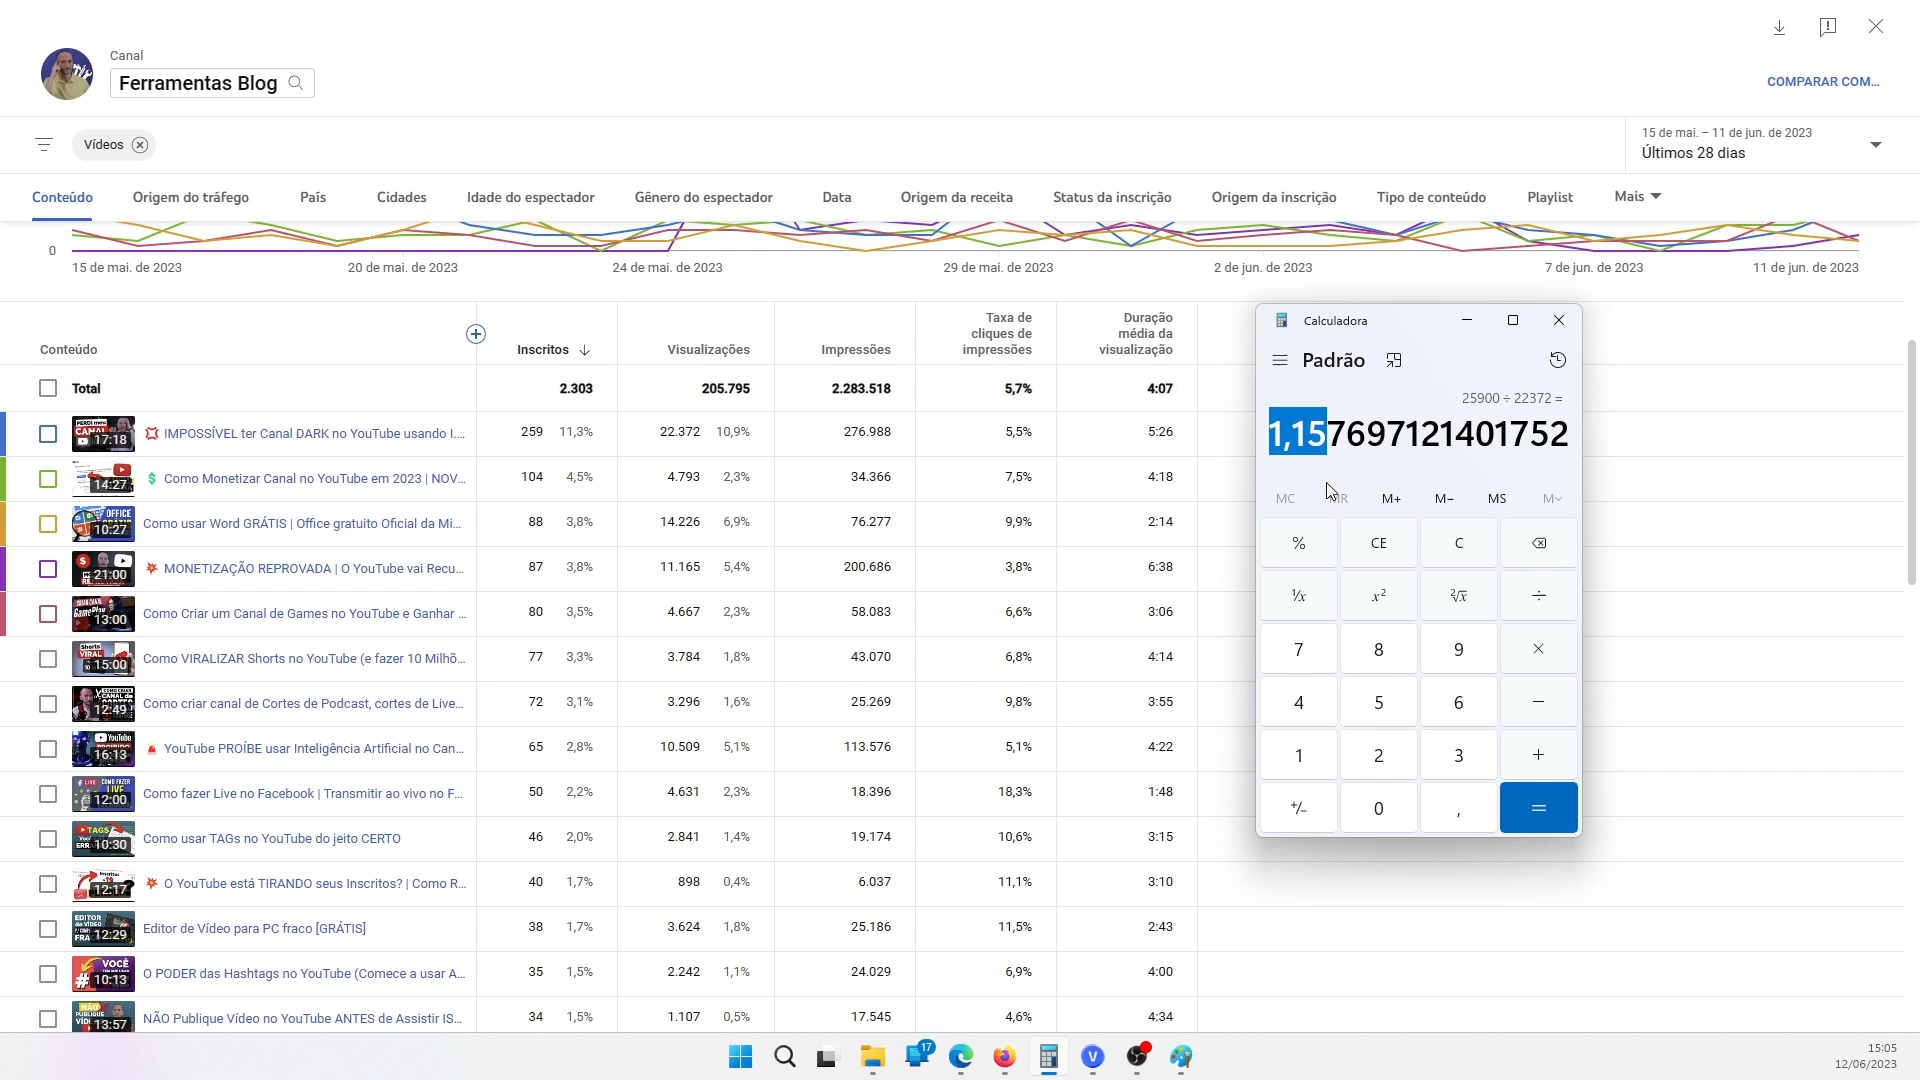 Canal
Ferramentas Blog
COMPARAR COM...
Vídeos
15 de mai. – 11 de jun. de 2023
Últimos 28 dias
Conteúdo Origem do tráfego País Cidades Idade do espectador Gênero do espectador Data Origem da receita Status da inscrição Origem da inscrição Tipo de conteúdo Playlist Mais
0
15 de mai. de 2023 20 de mai. de 2023 24 de mai. de 2023 29 de mai. de 2023 2 de jun. de 2023 7 de jun. de 2023 11 de jun. de 2023
Conteúdo Inscritos Visualizações Impressões
Taxa de
cliques de
impressões
Duração
média da
visualização
Total 2.303 205.795 2.283.518 5,7% 4:07
17:18 IMPOSSÍVEL ter Canal DARK no YouTube usando I.... 259 11,3% 22.372 10,9% 276.988 5,5% 5:26
14:27 Como Monetizar Canal no YouTube em 2023 | NOV... 104 4,5% 4.793 2,3% 34.366 7,5% 4:18
10:27 Como usar Word GRÁTIS | Office gratuito Oficial da Mi... 88 3,8% 14.226 6,9% 76.277 9,9% 2:14
21:00 MONETIZAÇÃO REPROVADA | O YouTube vai Recu... 87 3,8% 11.165 5,4% 200.686 3,8% 6:38
13:00 Como Criar um Canal de Games no YouTube e Ganhar ... 80 3,5% 4.667 2,3% 58.083 6,6% 3:06
15:00 Como VIRALIZAR Shorts no YouTube (e fazer 10 Milhõ... 77 3,3% 3.784 1,8% 43.070 6,8% 4:14
12:49 Como criar canal de Cortes de Podcast, cortes de Live... 72 3,1% 3.296 1,6% 25.269 9,8% 3:55
16:13 YouTube PROÍBE usar Inteligência Artificial no Can... 65 2,8% 10.509 5,1% 113.576 5,1% 4:22
12:00 Como fazer Live no Facebook | Transmitir ao vivo no F... 50 2,2% 4.631 2,3% 18.396 18,3% 1:48
10:30 Como usar TAGs no YouTube do jeito CERTO 46 2,0% 2.841 1,4% 19.174 10,6% 3:15
12:17 O YouTube está TIRANDO seus Inscritos? | Como R... 40 1,7% 898 0,4% 6.037 11,1% 3:10
12:29 Editor de Vídeo para PC fraco [GRÁTIS] 38 1,7% 3.624 1,8% 25.186 11,5% 2:43
10:13 O PODER das Hashtags no YouTube (Comece a usar A... 35 1,5% 2.242 1,1% 24.029 6,9% 4:00
13:57 NÃO Publique Vídeo no YouTube ANTES de Assistir IS... 34 1,5% 1.107 0,5% 17.545 4,6% 4:34
Calculadora
Padrão
25900 ÷ 22372 =
1,157697121401752
MC MR M+ M− MS M
% CE C
¹/x x² ²√x ÷
7 8 9 ×
4 5 6 −
1 2 3 +
+/− 0 , =
17
V
15:05
12/06/2023